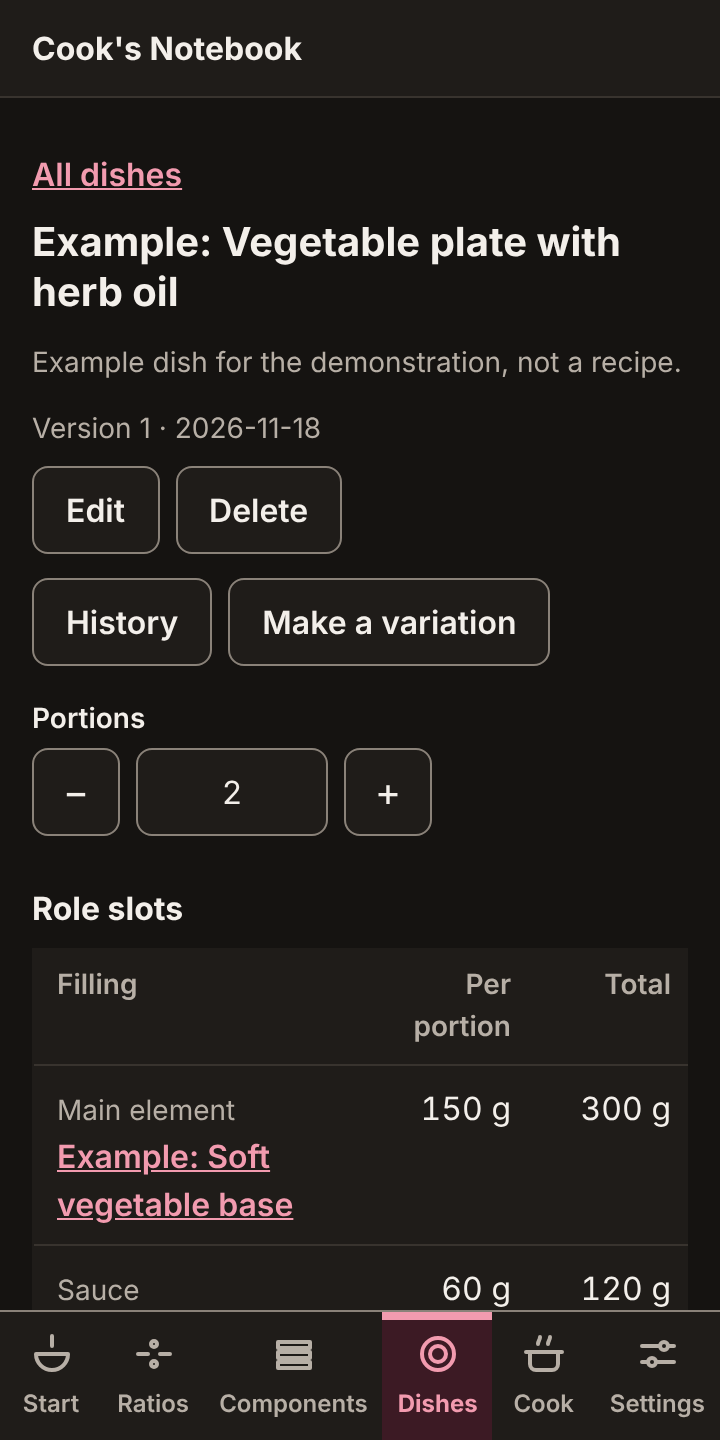 Cook's Notebook
All dishes
Example: Vegetable plate with
herb oil
Example dish for the demonstration, not a recipe.
Version 1 · 2026-11-18
Edit Delete
History Make a variation
Portions
− 2 +
Role slots
Filling Per portion Total
Main element 150 g 300 g
Example: Soft
vegetable base
Sauce 60 g 120 g
Start Ratios Components Dishes Cook Settings